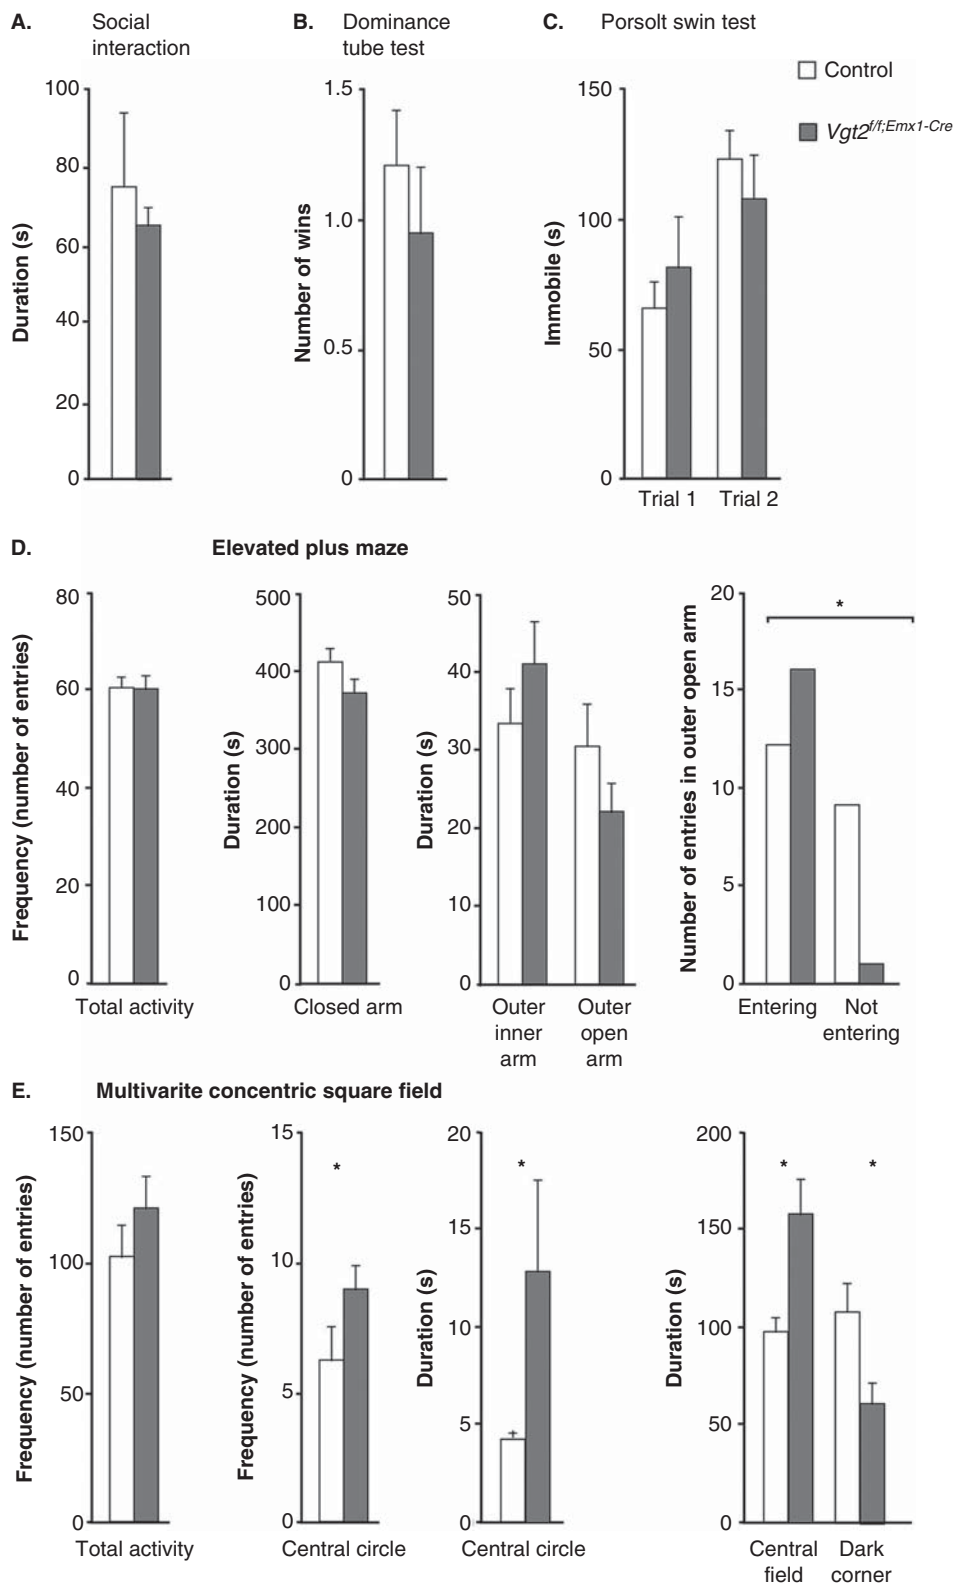 A. Social
interaction
B. Dominance
tube test
C. Porsolt swin test
Control
Vgt2f/f;Emx1-Cre
100
80
60
40
20
0
Duration (s)
1.5
1.0
0.5
0
Number of wins
150
100
50
0
Immobile (s)
Trial 1 Trial 2
D. Elevated plus maze
80
60
40
20
0
Frequency (number of entries)
Total activity
500
400
300
200
100
0
Duration (s)
Closed arm
50
40
30
20
10
0
Duration (s)
Outer Outer
inner open
arm arm
20
15
10
5
0
Number of entries in outer open arm
*
Entering Not
entering
E. Multivarite concentric square field
150
100
50
0
Frequency (number of entries)
Total activity
15
10
5
0
Frequency (number of entries)
*
Central circle
20
15
10
5
0
Duration (s)
*
Central circle
200
150
100
50
0
Duration (s)
* *
Central Dark
field corner